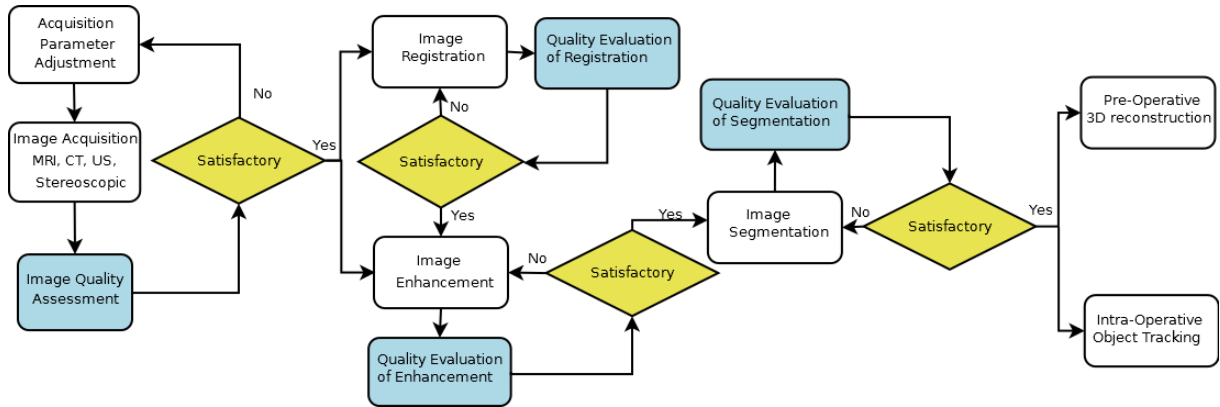 Acquisition
Parameter
Adjustment
No
Image Acquisition
MRI, CT, US,
Stereoscopic
Satisfactory
Yes
Image Quality
Assessment
Image
Registration
Quality Evaluation
of Registration
No
Satisfactory
Yes
Image
Enhancement
No
Satisfactory
Yes
Quality Evaluation
of Enhancement
Quality Evaluation
of Segmentation
Image
Segmentation
No
Satisfactory
Yes
Pre-Operative
3D reconstruction
Intra-Operative
Object Tracking